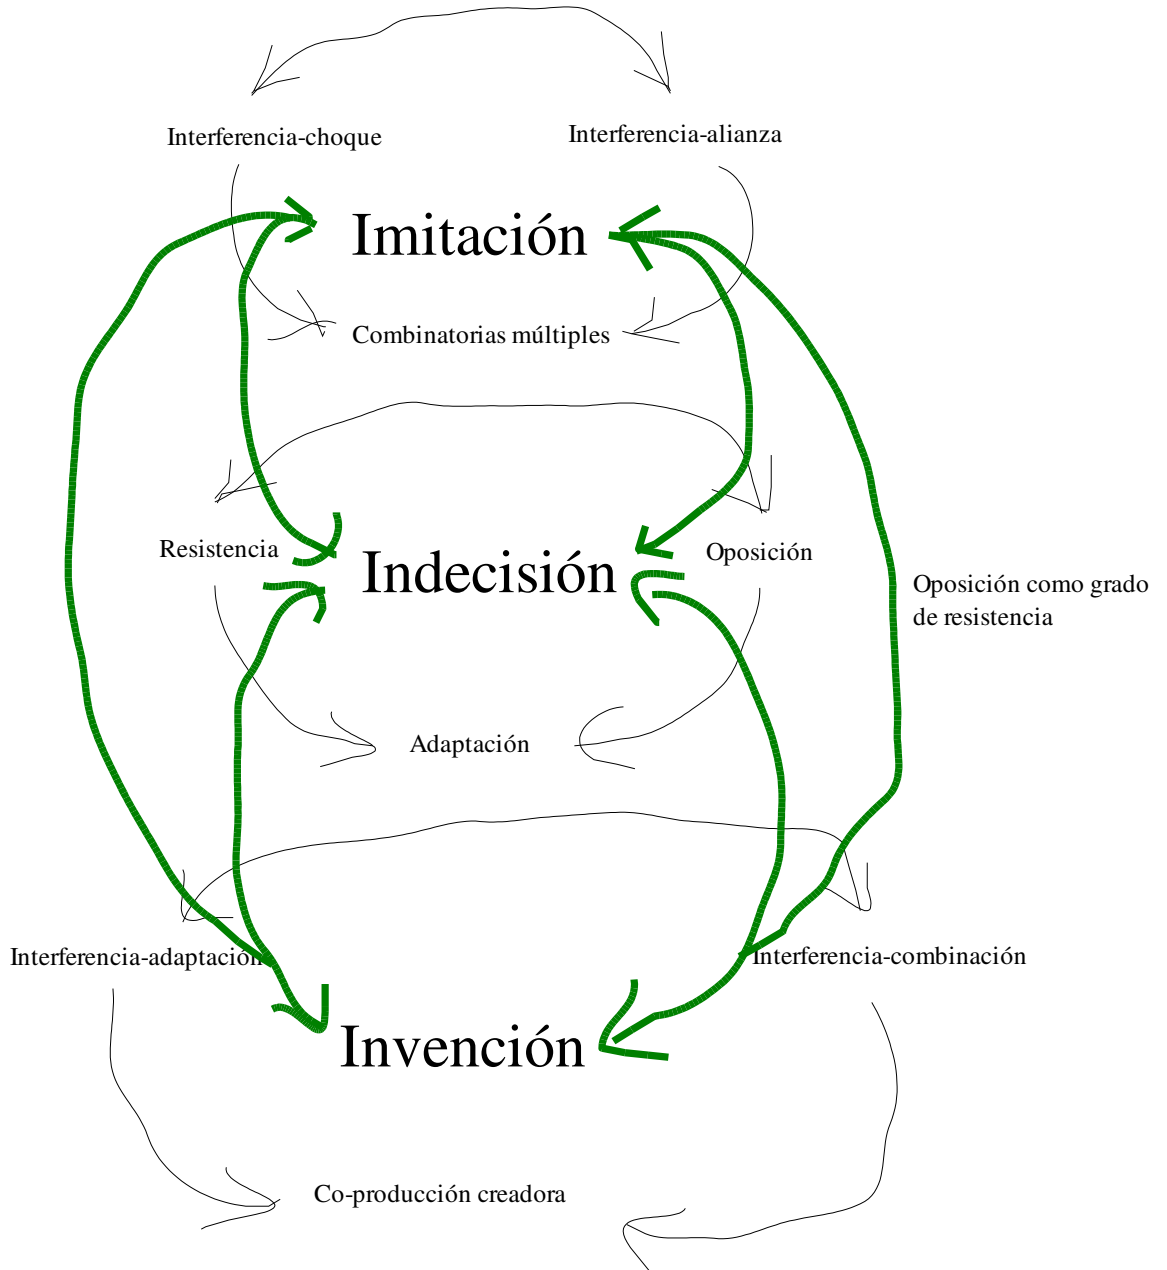 Interferencia-choque
Interferencia-alianza
Imitación
Combinatorias múltiples
Resistencia
Indecisión
Oposición
Oposición como grado
de resistencia
Adaptación
Interferencia-adaptación
Interferencia-combinación
Invención
Co-producción creadora